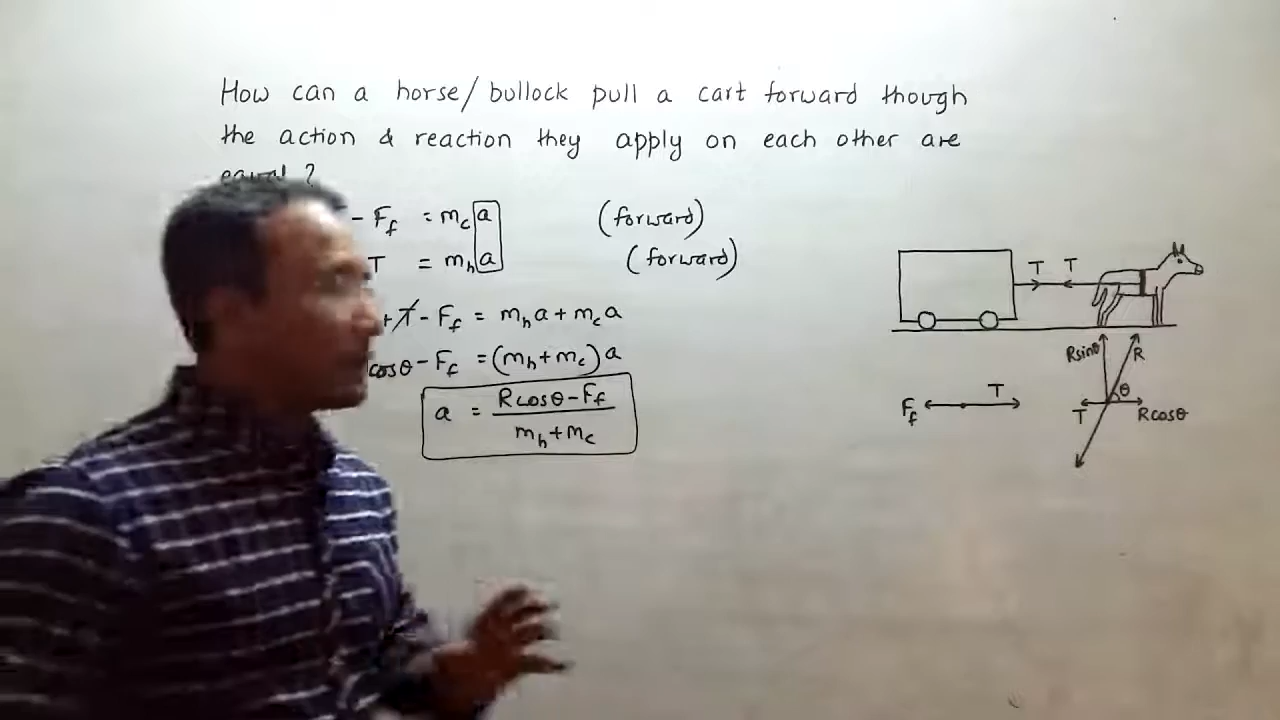 How can a horse/bullock pull a cart forward though
the action & reaction they apply on each other are
equal ?
- F_f = m_c a (forward)
T = m_h a (forward)
+ T - F_f = m_h a + m_c a
cosθ - F_f = (m_h + m_c) a
a = Rcosθ - F_f / m_h + m_c
T T
Rsinθ R
θ
F_f T T Rcosθ